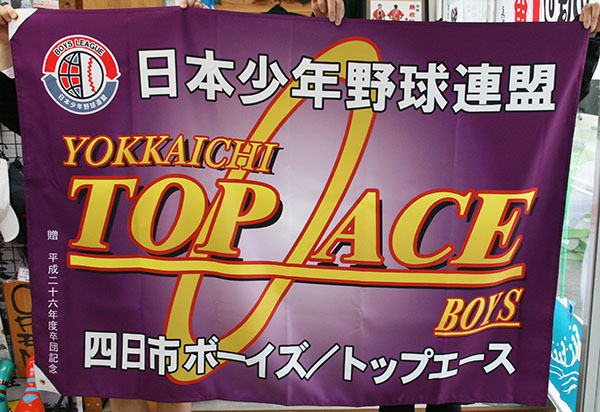 BOYS LEAGUE
日本少年野球連盟
日本少年野球連盟
YOKKAICHI
TOP ACE
BOYS
四日市ボーイズ／トップエース
贈 平成二十六年度卒団記念